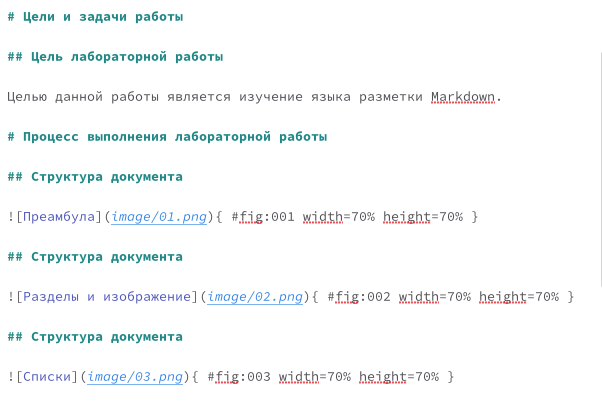 # Цели и задачи работы
## Цель лабораторной работы
Целью данной работы является изучение языка разметки Markdown.
# Процесс выполнения лабораторной работы
## Структура документа
![Преамбула](image/01.png){ #fig:001 width=70% height=70% }
## Структура документа
![Разделы и изображение](image/02.png){ #fig:002 width=70% height=70% }
## Структура документа
![Списки](image/03.png){ #fig:003 width=70% height=70% }